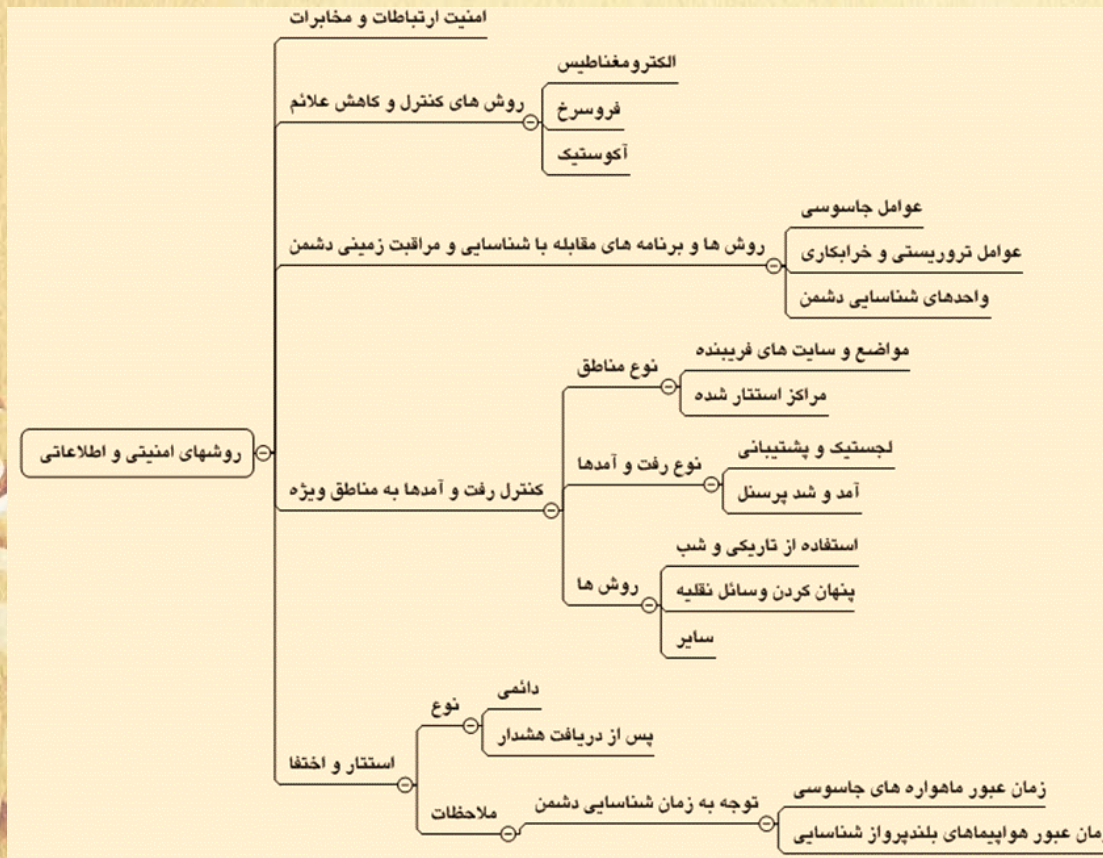 روشهای امنیتی و اطلاعاتی
امنیت ارتباطات و مخابرات
روش های کنترل و کاهش علائم
الکترومغناطیس
فروسرخ
آکوستیک
روش ها و برنامه های مقابله با شناسایی و مراقبت زمینی دشمن
عوامل جاسوسی
عوامل تروریستی و خرابکاری
واحدهای شناسایی دشمن
کنترل رفت و آمدها به مناطق ویژه
نوع مناطق
مواضع و سایت های فریبنده
مراکز استتار شده
نوع رفت و آمدها
لجستیک و پشتیبانی
آمد و شد پرسنل
روش ها
استفاده از تاریکی و شب
پنهان کردن وسائل نقلیه
سایر
استتار و اختفا
نوع
دائمی
پس از دریافت هشدار
ملاحظات
توجه به زمان شناسایی دشمن
زمان عبور ماهواره های جاسوسی
عبور هواپیماهای بلندپرواز شناسایی